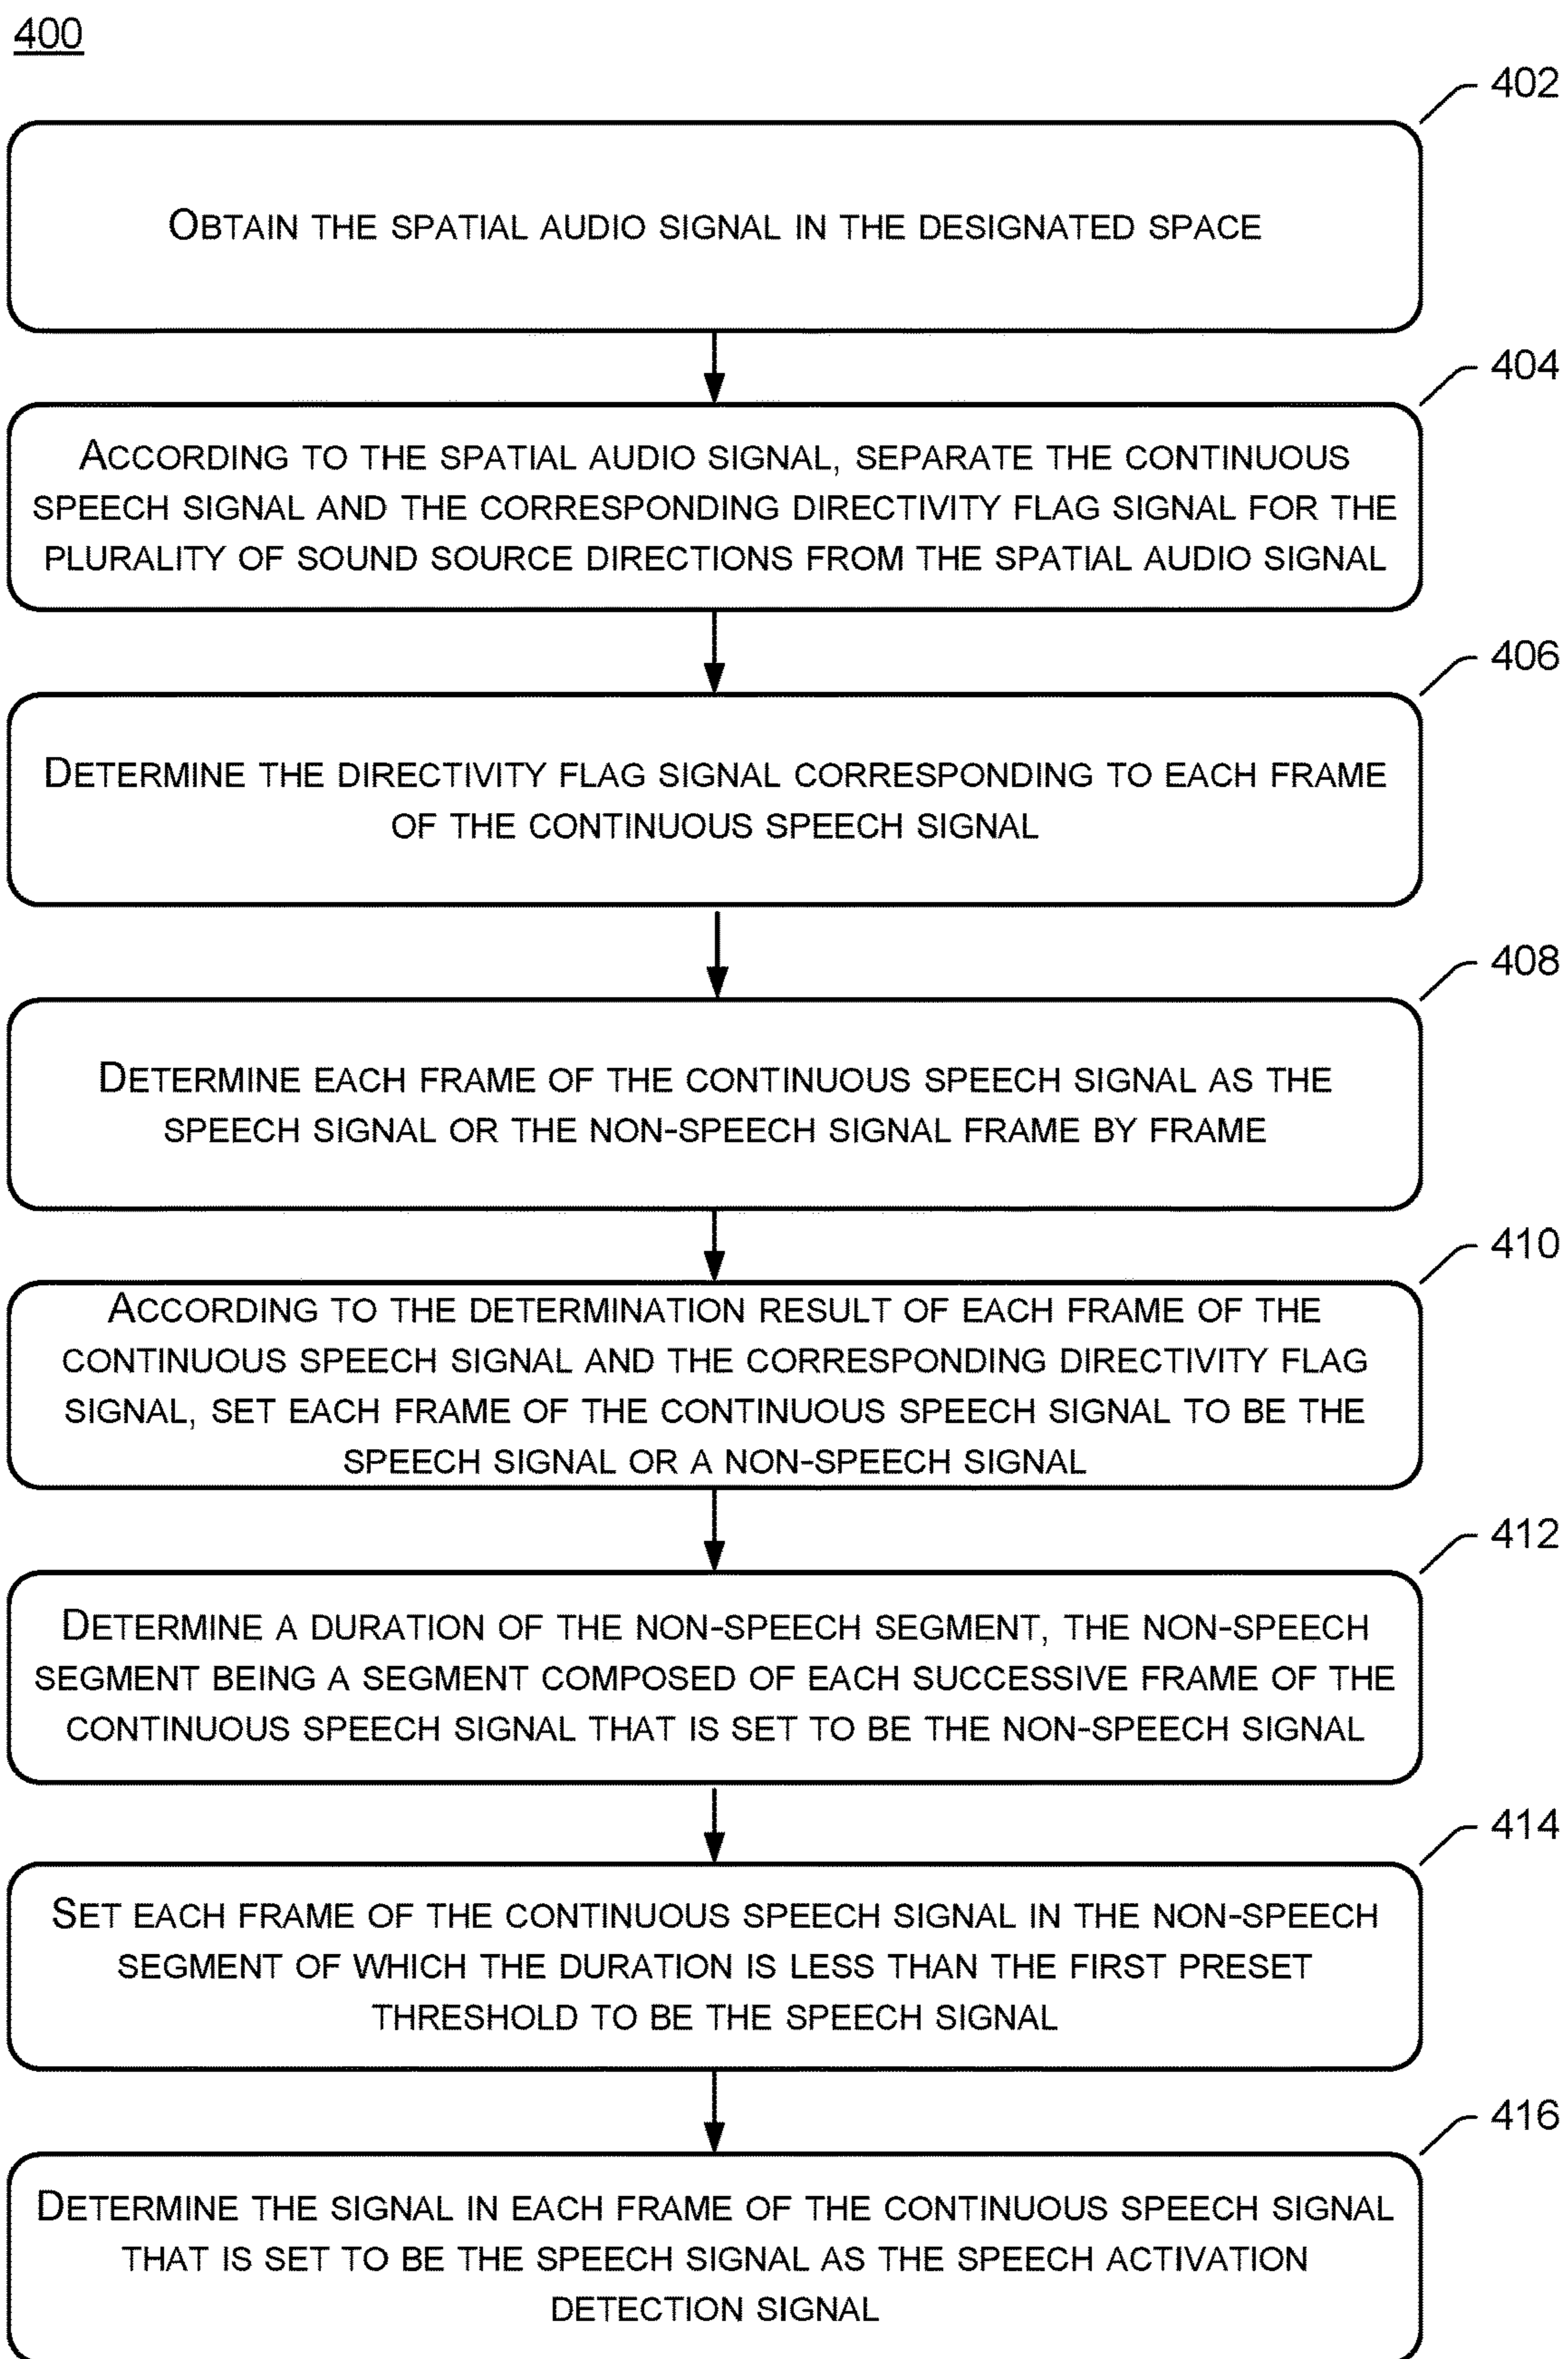 400
402
OBTAIN THE SPATIAL AUDIO SIGNAL IN THE DESIGNATED SPACE
404
ACCORDING TO THE SPATIAL AUDIO SIGNAL, SEPARATE THE CONTINUOUS
SPEECH SIGNAL AND THE CORRESPONDING DIRECTIVITY FLAG SIGNAL FOR THE
PLURALITY OF SOUND SOURCE DIRECTIONS FROM THE SPATIAL AUDIO SIGNAL
406
DETERMINE THE DIRECTIVITY FLAG SIGNAL CORRESPONDING TO EACH FRAME
OF THE CONTINUOUS SPEECH SIGNAL
408
DETERMINE EACH FRAME OF THE CONTINUOUS SPEECH SIGNAL AS THE
SPEECH SIGNAL OR THE NON-SPEECH SIGNAL FRAME BY FRAME
410
ACCORDING TO THE DETERMINATION RESULT OF EACH FRAME OF THE
CONTINUOUS SPEECH SIGNAL AND THE CORRESPONDING DIRECTIVITY FLAG
SIGNAL, SET EACH FRAME OF THE CONTINUOUS SPEECH SIGNAL TO BE THE
SPEECH SIGNAL OR A NON-SPEECH SIGNAL
412
DETERMINE A DURATION OF THE NON-SPEECH SEGMENT, THE NON-SPEECH
SEGMENT BEING A SEGMENT COMPOSED OF EACH SUCCESSIVE FRAME OF THE
CONTINUOUS SPEECH SIGNAL THAT IS SET TO BE THE NON-SPEECH SIGNAL
414
SET EACH FRAME OF THE CONTINUOUS SPEECH SIGNAL IN THE NON-SPEECH
SEGMENT OF WHICH THE DURATION IS LESS THAN THE FIRST PRESET
THRESHOLD TO BE THE SPEECH SIGNAL
416
DETERMINE THE SIGNAL IN EACH FRAME OF THE CONTINUOUS SPEECH SIGNAL
THAT IS SET TO BE THE SPEECH SIGNAL AS THE SPEECH ACTIVATION
DETECTION SIGNAL